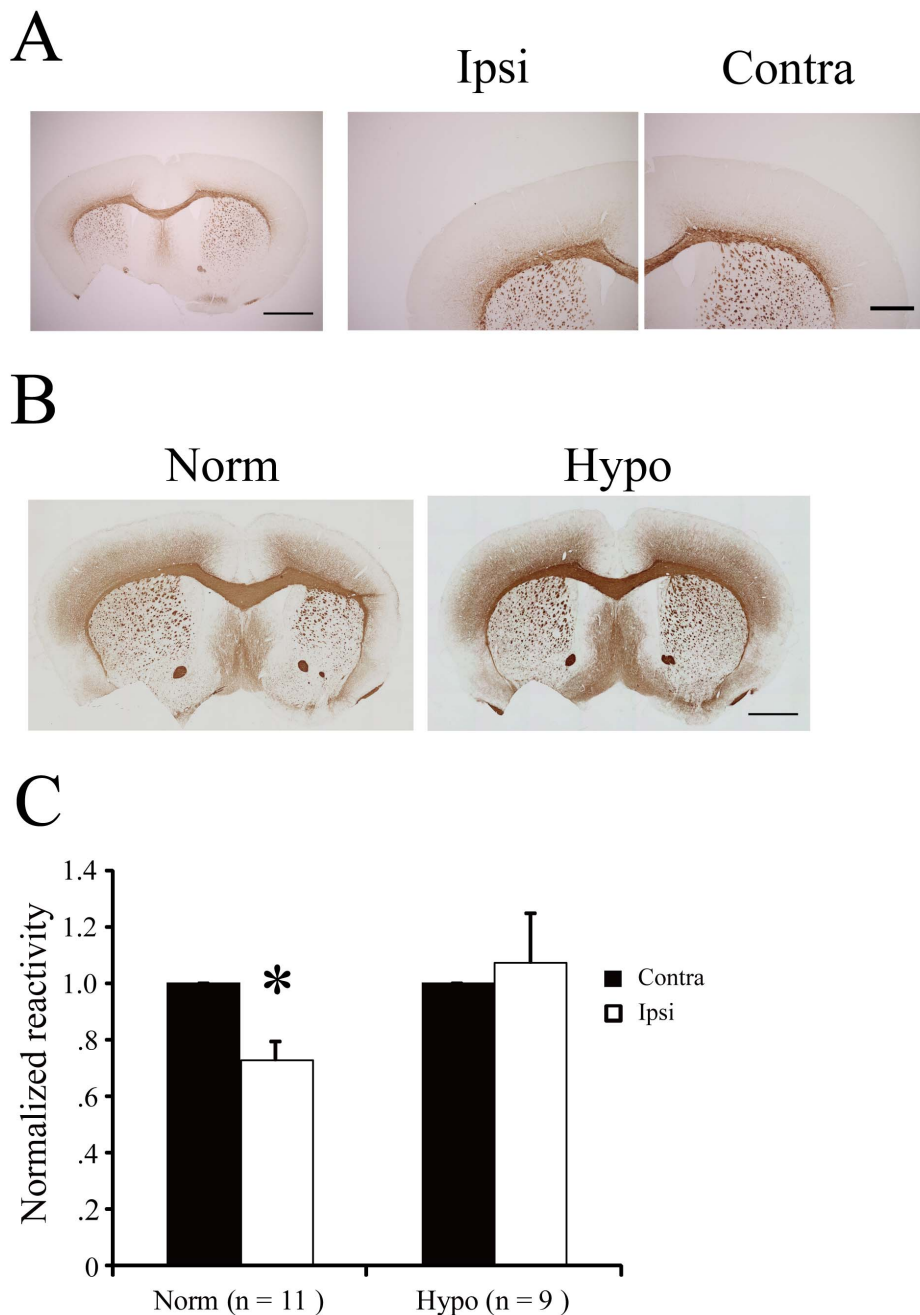 A
Ipsi Contra
B
Norm Hypo
C
Normalized reactivity
1.4
1.2
1.0
.8
.6
.4
.2
0
*
Contra
Ipsi
Norm (n = 11 )
Hypo (n = 9 )